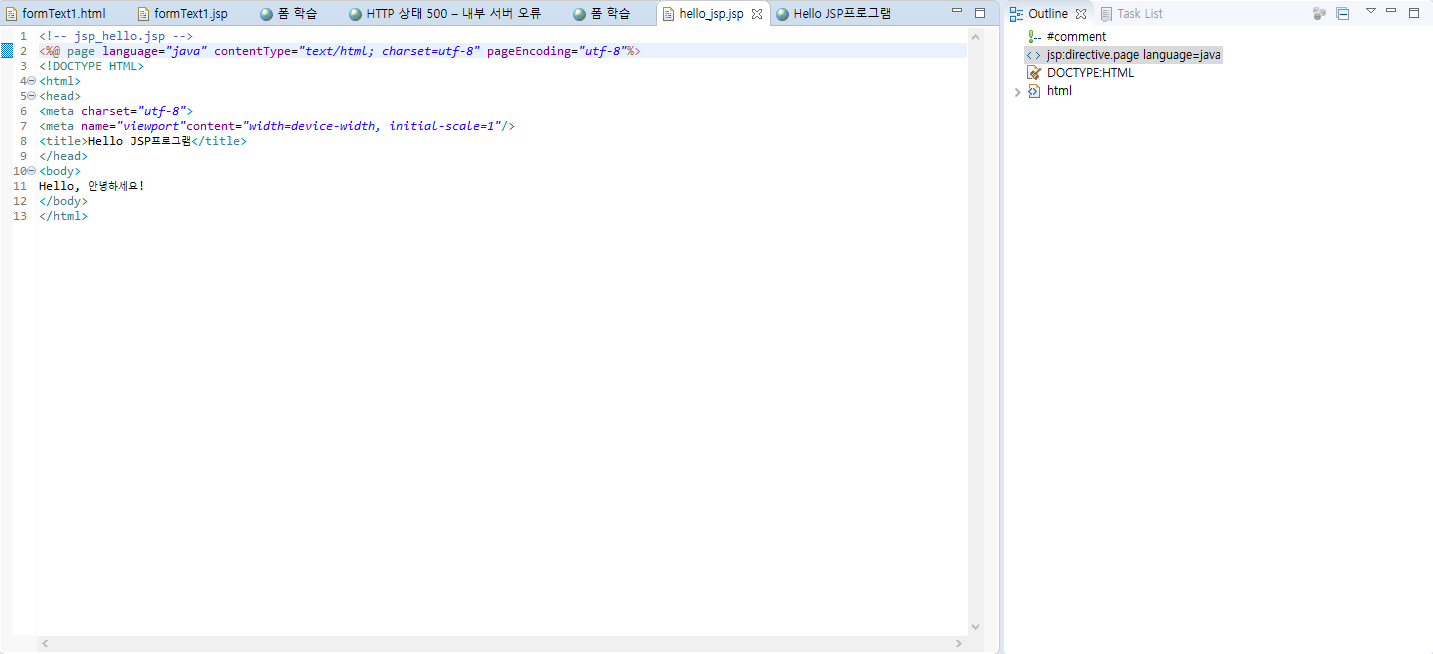 formText1.html formText1.jsp 폼 학습 HTTP 상태 500 – 내부 서버 오류 폼 학습 hello_jsp.jsp Hello JSP프로그램 Outline Task List
1 <!-- jsp_hello.jsp -->
2 <%@ page language="java" contentType="text/html; charset=utf-8" pageEncoding="utf-8"%>
3 <!DOCTYPE HTML>
4 <html>
5 <head>
6 <meta charset="utf-8">
7 <meta name="viewport"content="width=device-width, initial-scale=1"/>
8 <title>Hello JSP프로그램</title>
9 </head>
10 <body>
11 Hello, 안녕하세요!
12 </body>
13 </html>
#comment
jsp:directive.page language=java
DOCTYPE:HTML
html